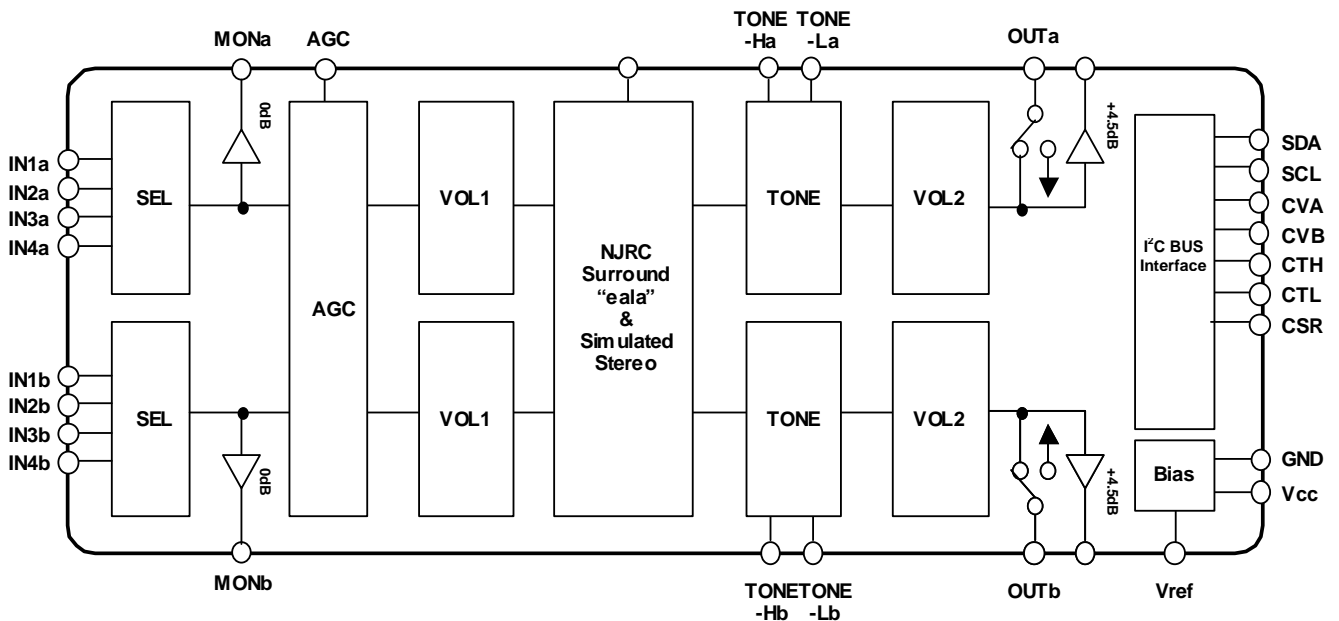 TONE TONE
-Ha -La
MONa AGC OUTa
0dB
+4.5dB
IN1a
IN2a
IN3a
IN4a
SEL
VOL1
TONE
VOL2
SDA
SCL
CVA
CVB
CTH
CTL
CSR
I²C BUS
Interface
AGC
NJRC
Surround
“eala”
&
Simulated
Stereo
IN1b
IN2b
IN3b
IN4b
SEL
VOL1
TONE
VOL2
0dB
+4.5dB
Bias
GND
Vcc
MONb
TONE TONE
-Hb -Lb
OUTb
Vref